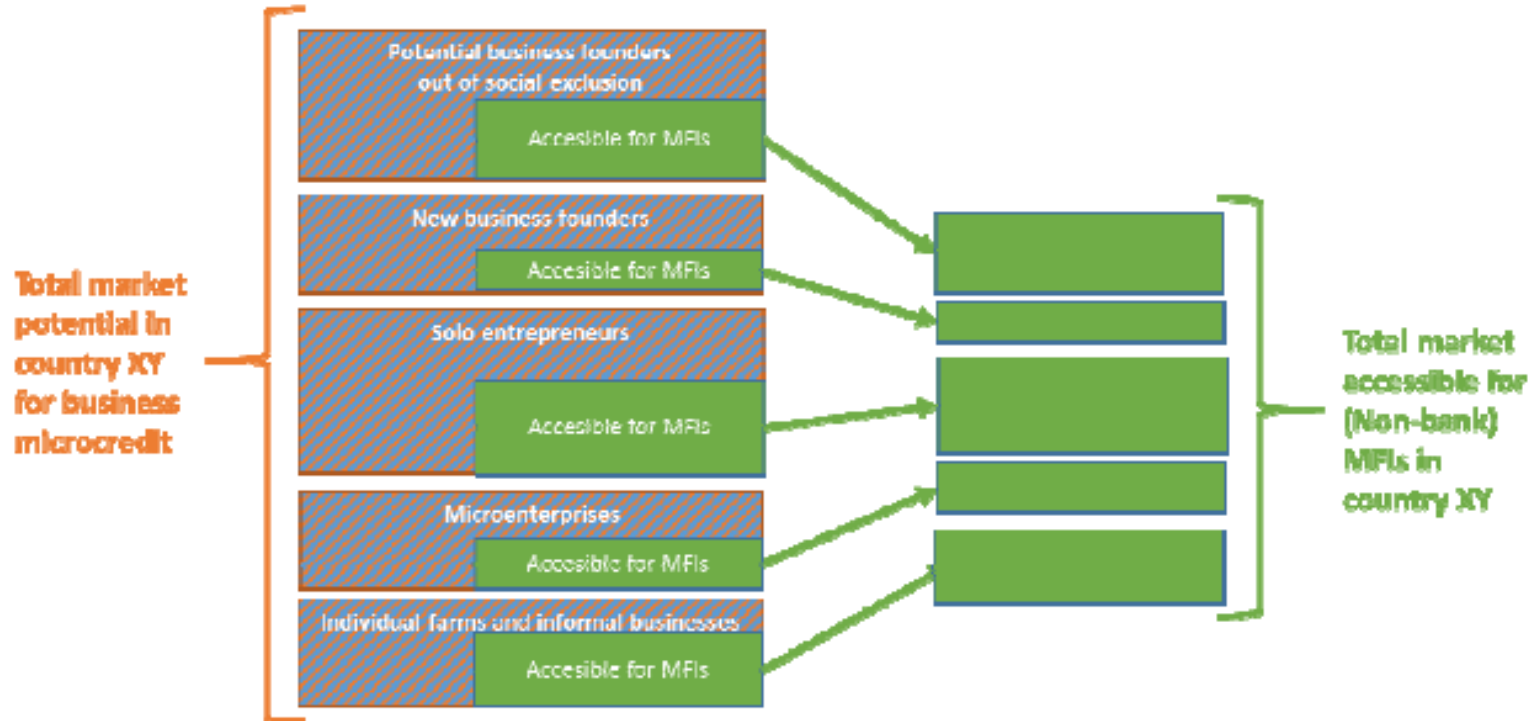 Total market
potential in
country XY
for business
microcredit
Potential business founders
out of social exclusion
Accesible for MFIs
New business founders
Accesible for MFIs
Solo entrepreneurs
Accesible for MFIs
Microenterprises
Accesible for MFIs
Individual farms and informal businesses
Accesible for MFIs
Total market
accessible for
(Non-bank)
MFIs in
country XY